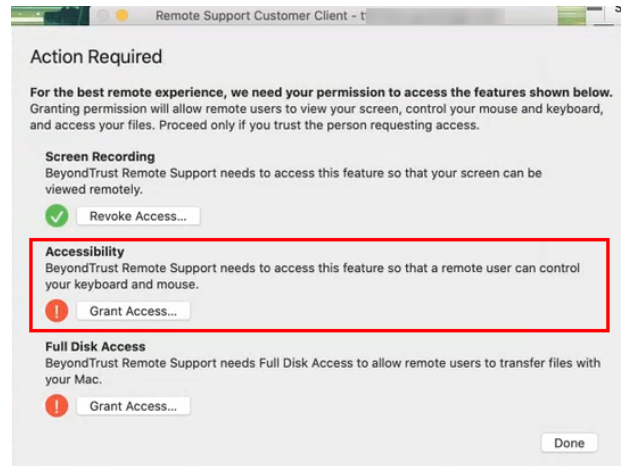 Remote Support Customer Client -
Action Required
For the best remote experience, we need your permission to access the features shown below.
Granting permission will allow remote users to view your screen, control your mouse and keyboard,
and access your files. Proceed only if you trust the person requesting access.
Screen Recording
BeyondTrust Remote Support needs to access this feature so that your screen can be
viewed remotely.
Revoke Access...
Accessibility
BeyondTrust Remote Support needs to access this feature so that a remote user can control
your keyboard and mouse.
Grant Access...
Full Disk Access
BeyondTrust Remote Support needs Full Disk Access to allow remote users to transfer files with
your Mac.
Grant Access...
Done